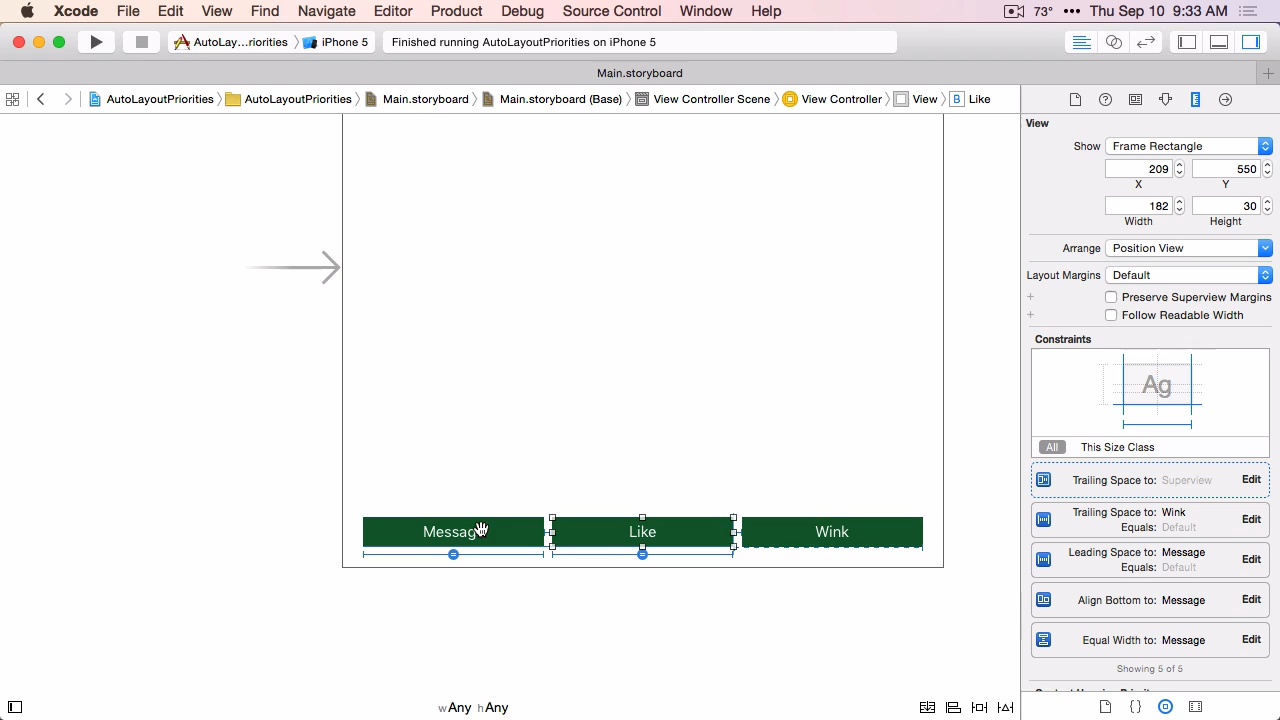 Xcode File Edit View Find Navigate Editor Product Debug Source Control Window Help 73° ••• Thu Sep 10 9:33 AM
AutoLay...riorities iPhone 5 Finished running AutoLayoutPriorities on iPhone 5
Main.storyboard
AutoLayoutPriorities AutoLayoutPriorities Main.storyboard Main.storyboard (Base) View Controller Scene View Controller View B Like
View
Show Frame Rectangle
209 550
X Y
182 30
Width Height
Arrange Position View
Layout Margins Default
Preserve Superview Margins
Follow Readable Width
Constraints
Ag
All This Size Class
Trailing Space to: Superview Edit
Trailing Space to: Wink
Equals: Default Edit
Leading Space to: Message
Equals: Default Edit
Align Bottom to: Message Edit
Equal Width to: Message Edit
Showing 5 of 5
Message Like Wink
wAny hAny